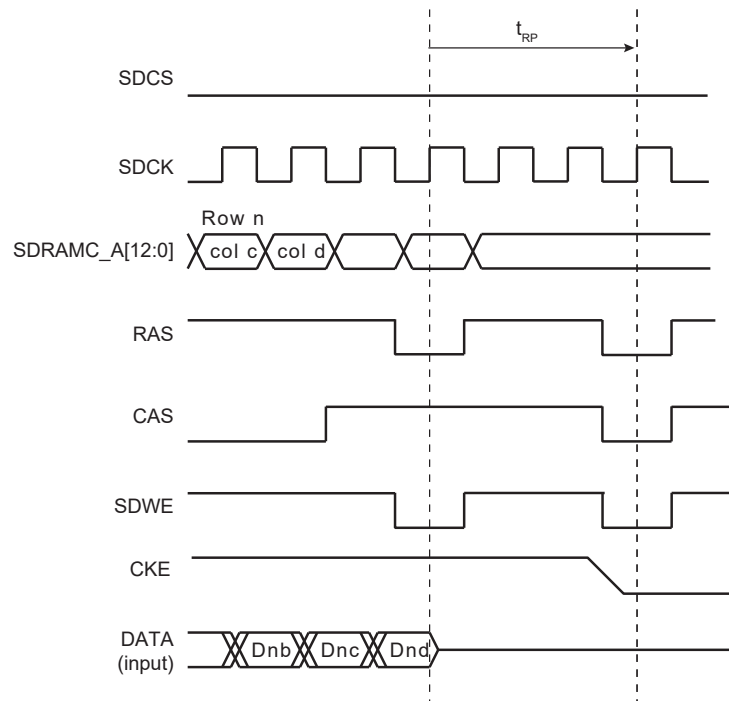 tRP
SDCS
SDCK
Row n
SDRAMC_A[12:0]
col c
col d
RAS
CAS
SDWE
CKE
DATA
(input)
Dnb
Dnc
Dnd